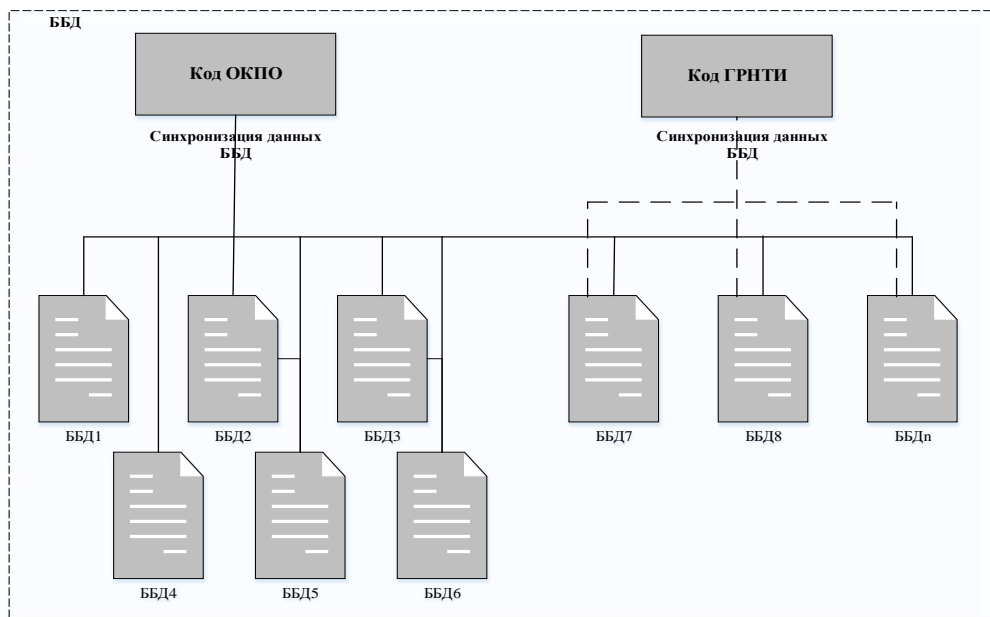 ББД
Код ОКПО
Код ГРНТИ
Синхронизация данных
ББД
Синхронизация данных
ББД
ББД1
ББД2
ББД3
ББД7
ББД8
ББДn
ББД4
ББД5
ББД6